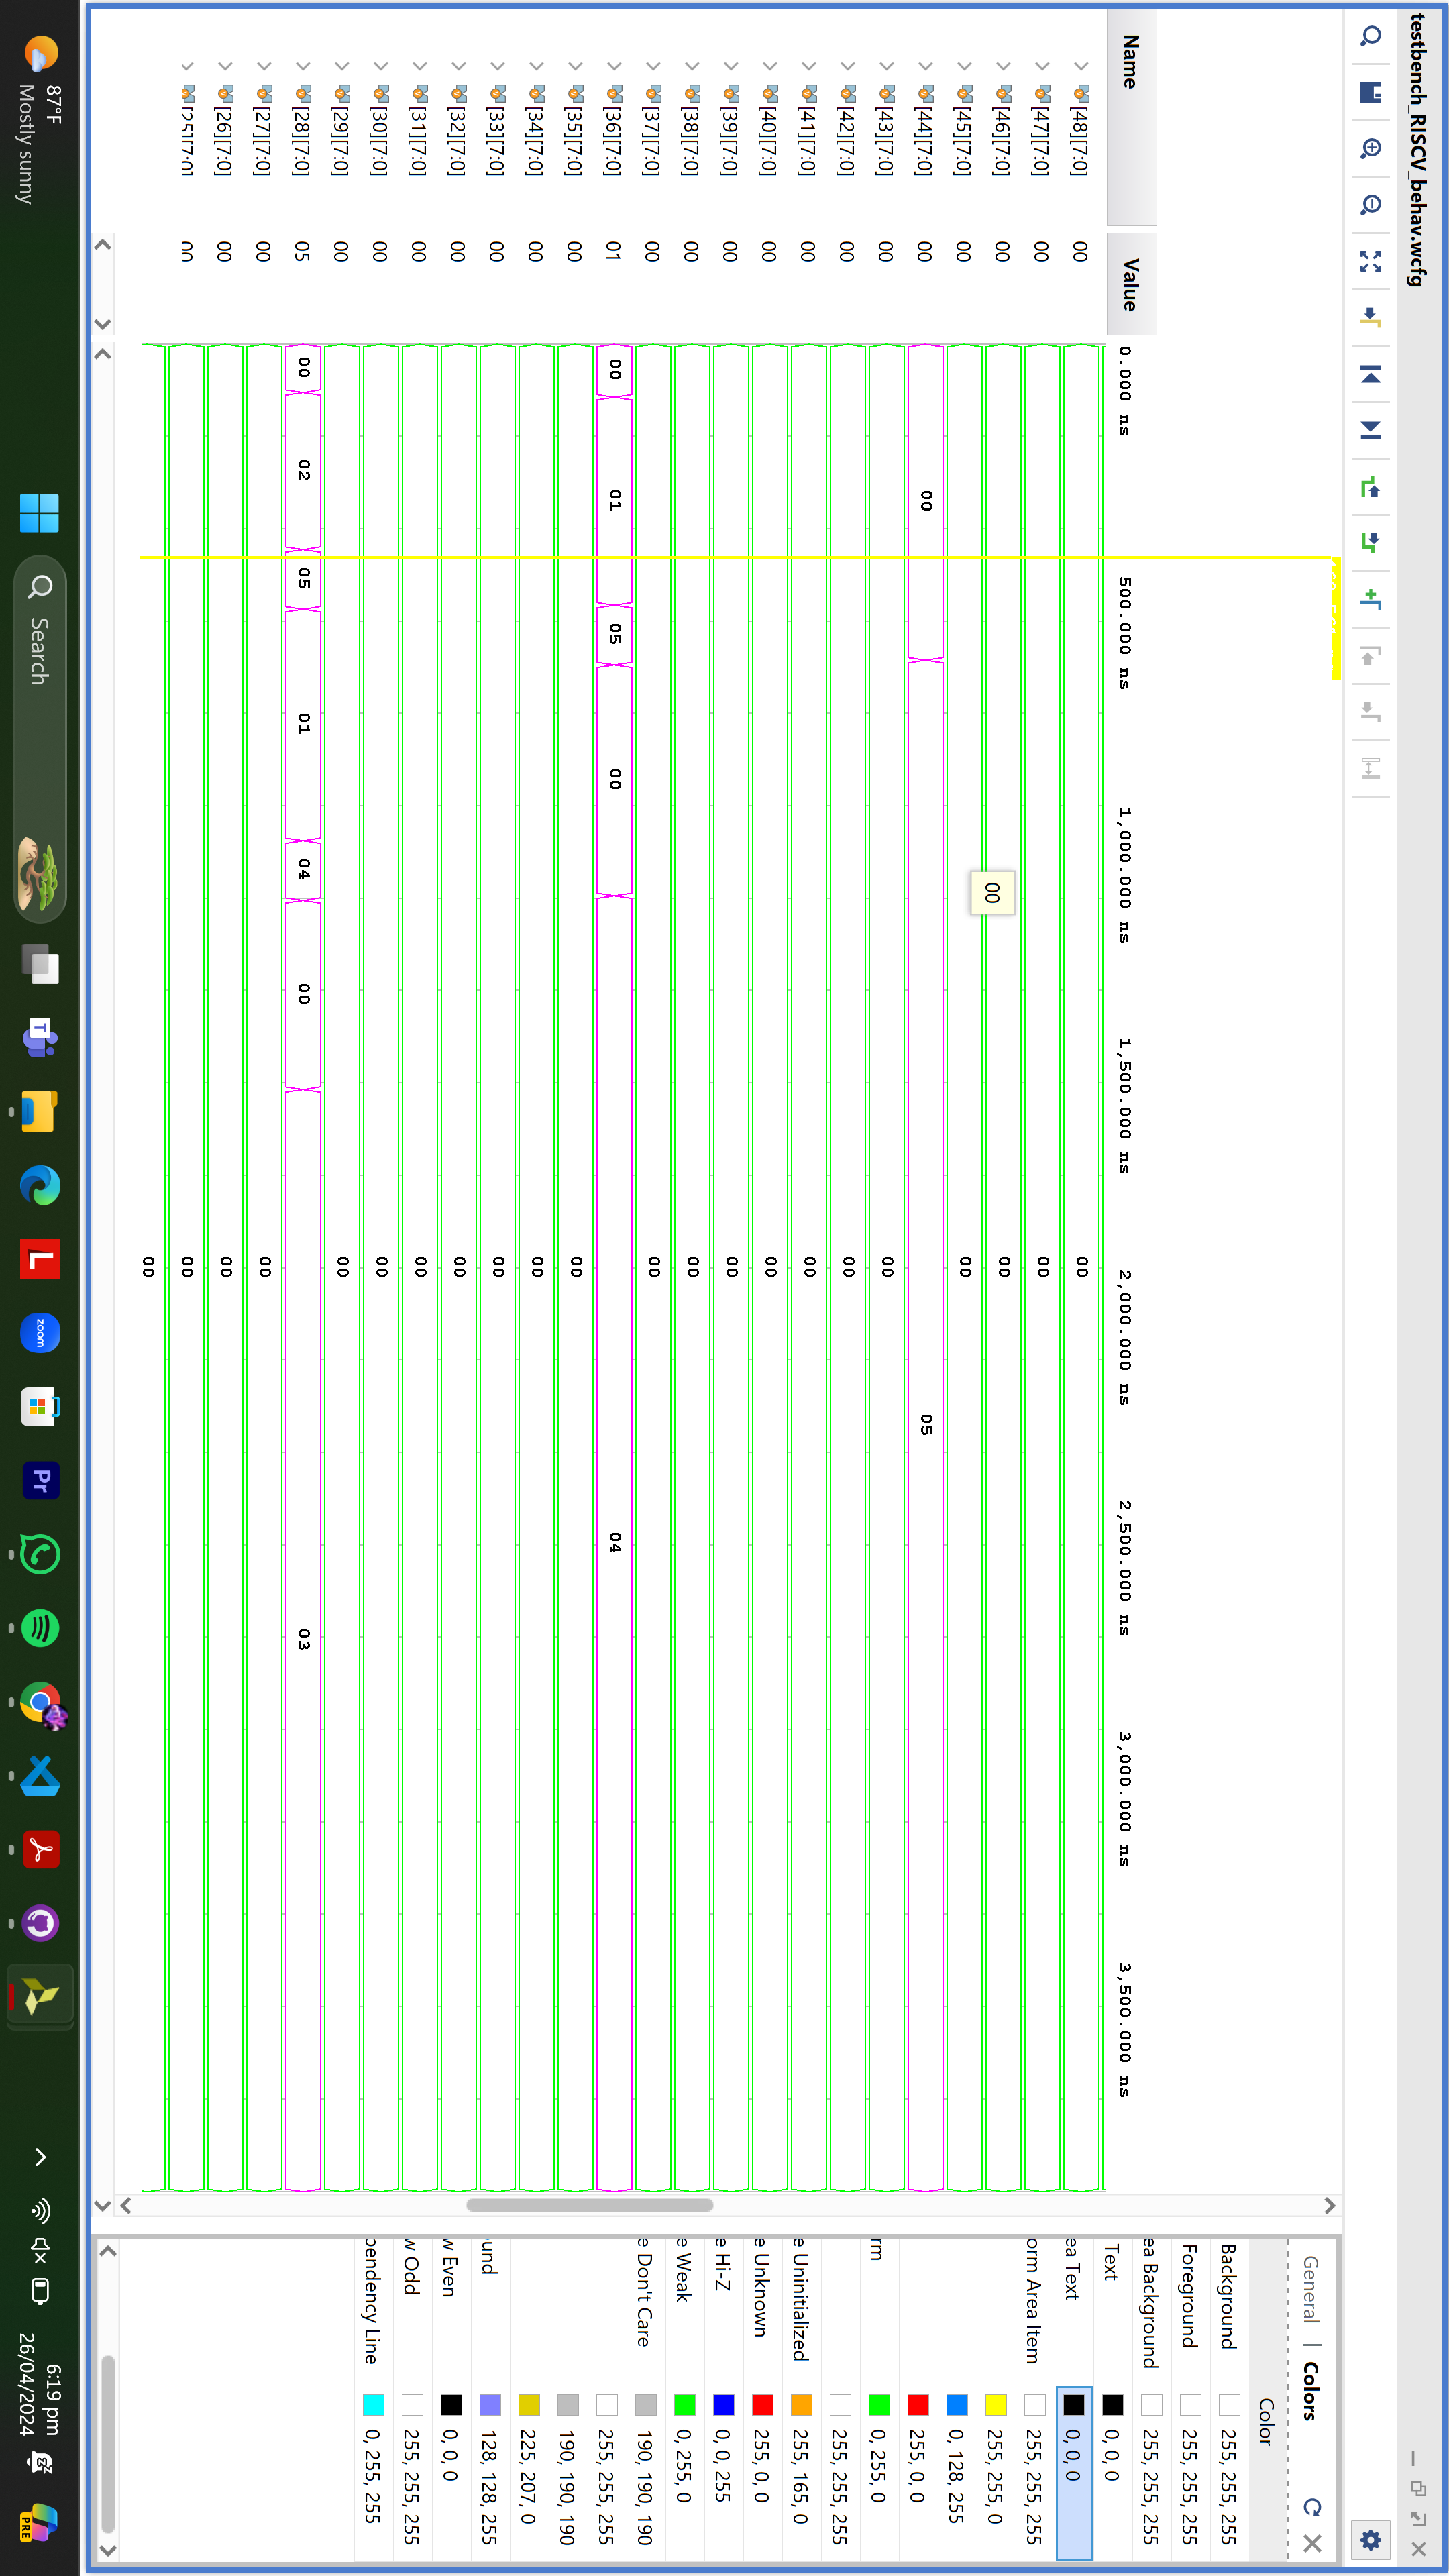 testbench_RISCV_behav.wcfg
General | Colors
Name
Value
0.000 ns 500.000 ns 1,000.000 ns 1,500.000 ns 2,000.000 ns 2,500.000 ns 3,000.000 ns 3,500.000 ns
[48][7:0] 00 00
[47][7:0] 00 00
[46][7:0] 00 00
00
[45][7:0] 00 00
[44][7:0] 00 00 05
[43][7:0] 00 00
[42][7:0] 00 00
[41][7:0] 00 00
[40][7:0] 00 00
[39][7:0] 00 00
[38][7:0] 00 00
[37][7:0] 00 00
[36][7:0] 01 00 01 05 00 04
[35][7:0] 00 00
[34][7:0] 00 00
[33][7:0] 00 00
[32][7:0] 00 00
[31][7:0] 00 00
[30][7:0] 00 00
[29][7:0] 00 00
[28][7:0] 05 00 02 05 01 04 00 03
[27][7:0] 00 00
[26][7:0] 00 00
[25][7:0] 00 00
00
Color
Background 255, 255, 255
Foreground 255, 255, 255
ea Background 255, 255, 255
Text 0, 0, 0
ea Text 0, 0, 0
orm Area Item 255, 255, 255
255, 255, 0
0, 128, 255
255, 0, 0
rm 0, 255, 0
255, 255, 255
e Uninitialized 255, 165, 0
e Unknown 255, 0, 0
e Hi-Z 0, 0, 255
e Weak 0, 255, 0
e Don't Care 190, 190, 190
255, 255, 255
190, 190, 190
225, 207, 0
und 128, 128, 255
w Even 0, 0, 0
w Odd 255, 255, 255
pendency Line 0, 255, 255
87°F
Mostly sunny
Search
T
L
zoom
Pr
6:19 pm
26/04/2024
PRE